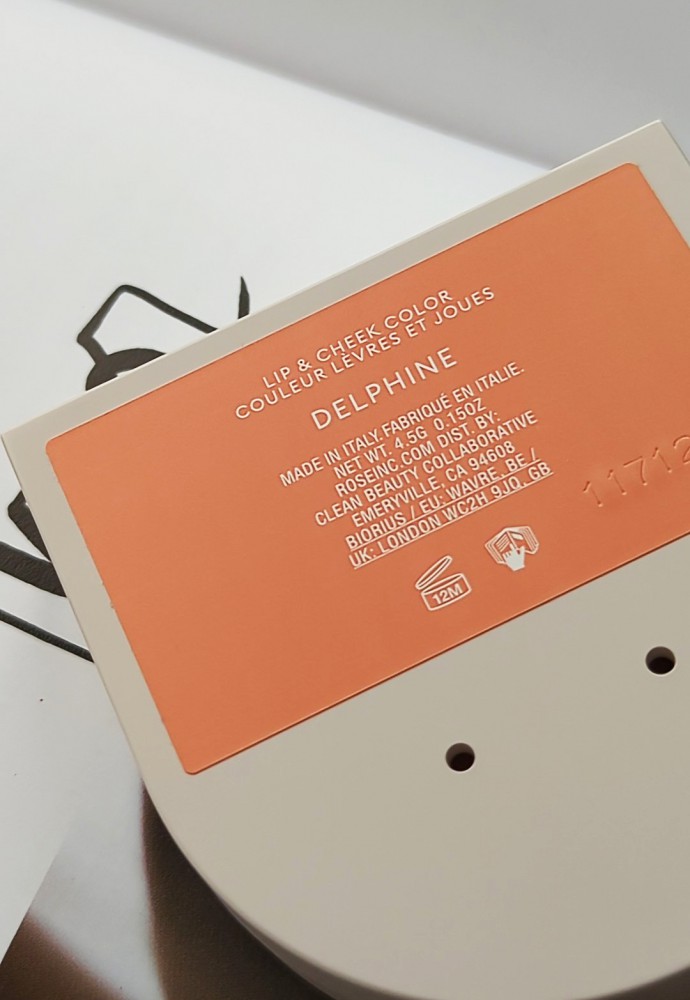 LIP & CHEEK COLOR
COULEUR LÈVRES ET JOUES
DELPHINE
MADE IN ITALY. FABRIQUÉ EN ITALIE.
NET WT. 4.5G 0.15OZ
ROSEINC.COM DIST. BY:
CLEAN BEAUTY COLLABORATIVE
EMERYVILLE, CA 94608
BIORIUS / EU: WAVRE, BE /
UK: LONDON WC2H 9JQ, GB
12M
11712